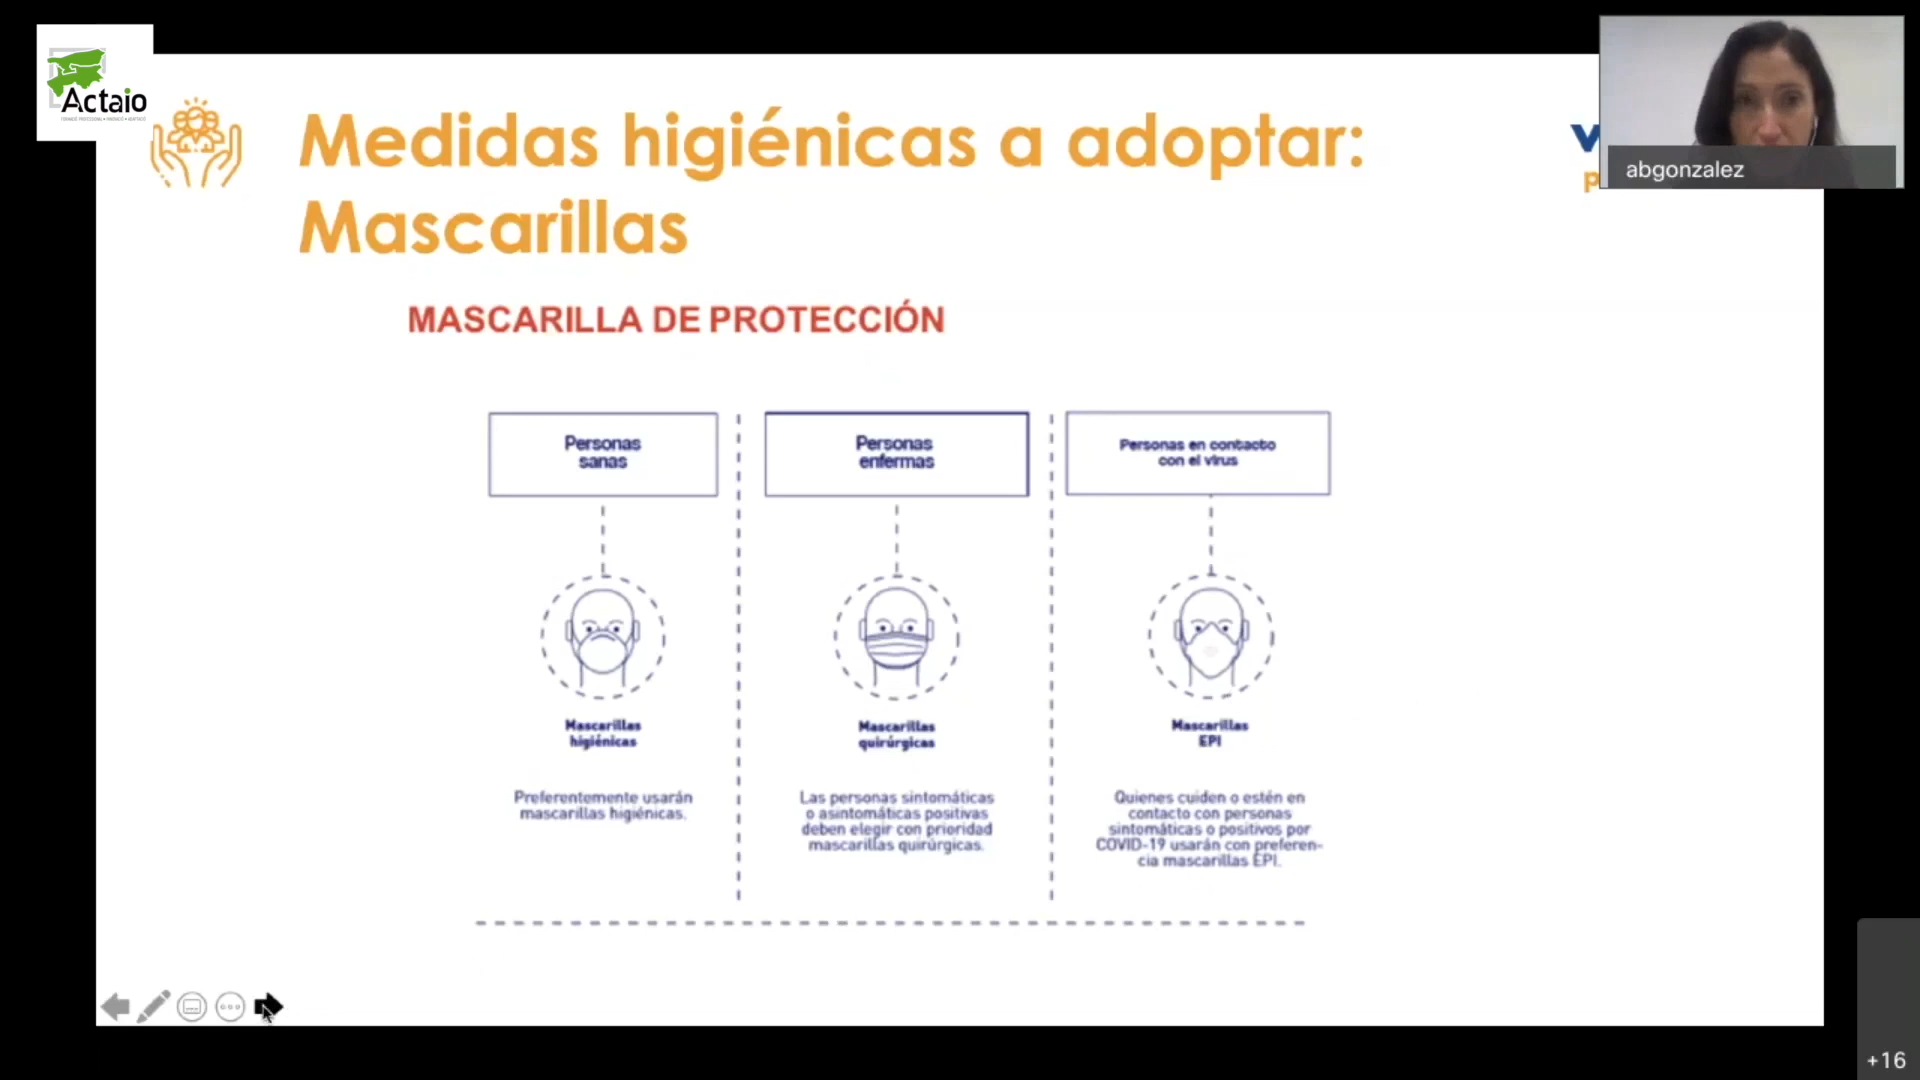 Actaio
Medidas higiénicas a adoptar:
Mascarillas
abgonzalez
MASCARILLA DE PROTECCIÓN
Personas
sanas
Personas
enfermas
Personas en contacto
con el virus
Mascarillas
higiénicas
Mascarillas
quirúrgicas
Mascarillas
EPI
Preferentemente usarán
mascarillas higiénicas.
Las personas sintomáticas
o asintomáticas positivas
deben elegir con prioridad
mascarillas quirúrgicas.
Quienes cuiden o estén en
contacto con personas
sintomáticas o positivos por
COVID-19 usarán con preferen-
cia mascarillas EPI.
+16